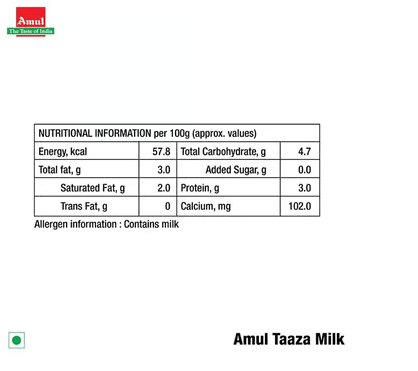 Amul
The Taste of India
NUTRITIONAL INFORMATION per 100g (approx. values)
Energy, kcal 57.8 Total Carbohydrate, g 4.7
Total fat, g 3.0 Added Sugar, g 0.0
Saturated Fat, g 2.0 Protein, g 3.0
Trans Fat, g 0 Calcium, mg 102.0
Allergen information : Contains milk
Amul Taaza Milk